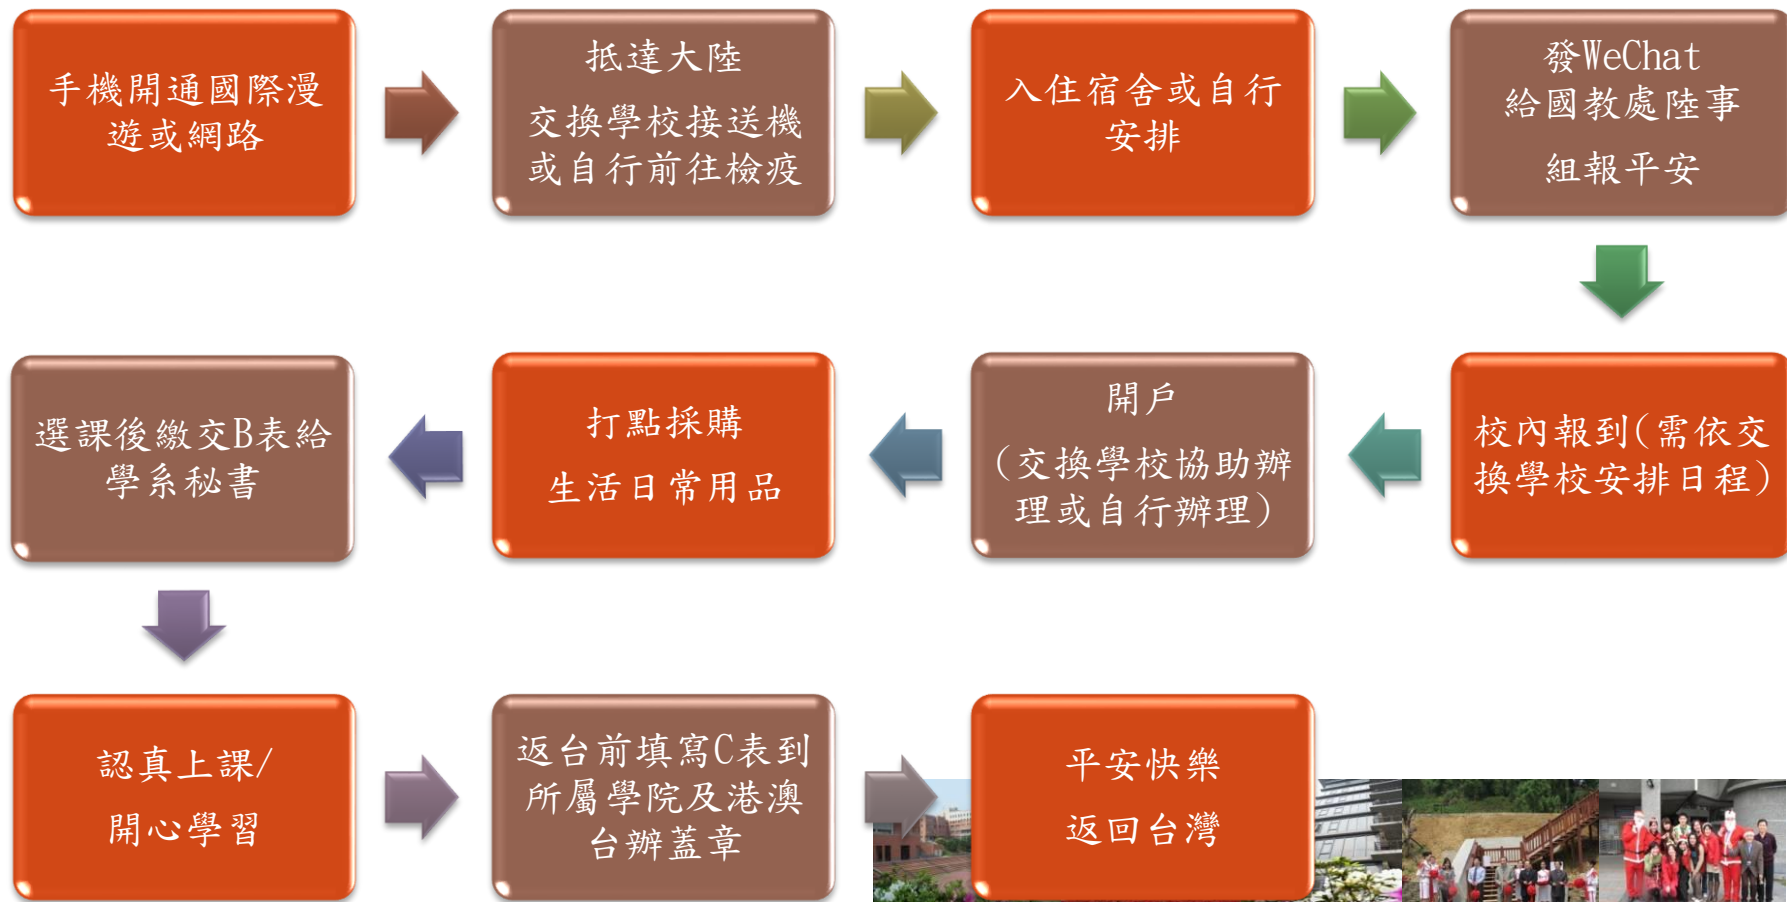 手機開通國際漫
遊或網路
抵達大陸
交換學校接送機
或自行前往檢疫
入住宿舍或自行
安排
發WeChat
給國教處陸事
組報平安
校內報到(需依交
換學校安排日程)
開戶
(交換學校協助辦
理或自行辦理)
打點採購
生活日常用品
選課後繳交B表給
學系秘書
認真上課/
開心學習
返台前填寫C表到
所屬學院及港澳
台辦蓋章
平安快樂
返回台灣